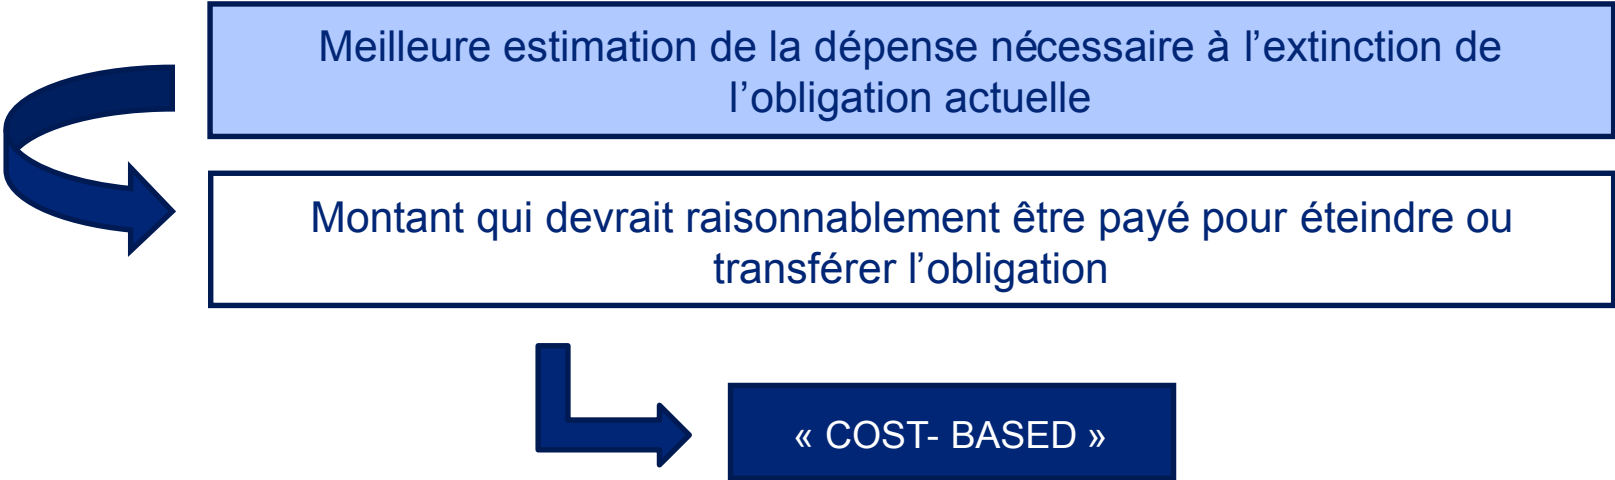 Meilleure estimation de la dépense nécessaire à l’extinction de
l’obligation actuelle
Montant qui devrait raisonnablement être payé pour éteindre ou
transférer l’obligation
« COST- BASED »